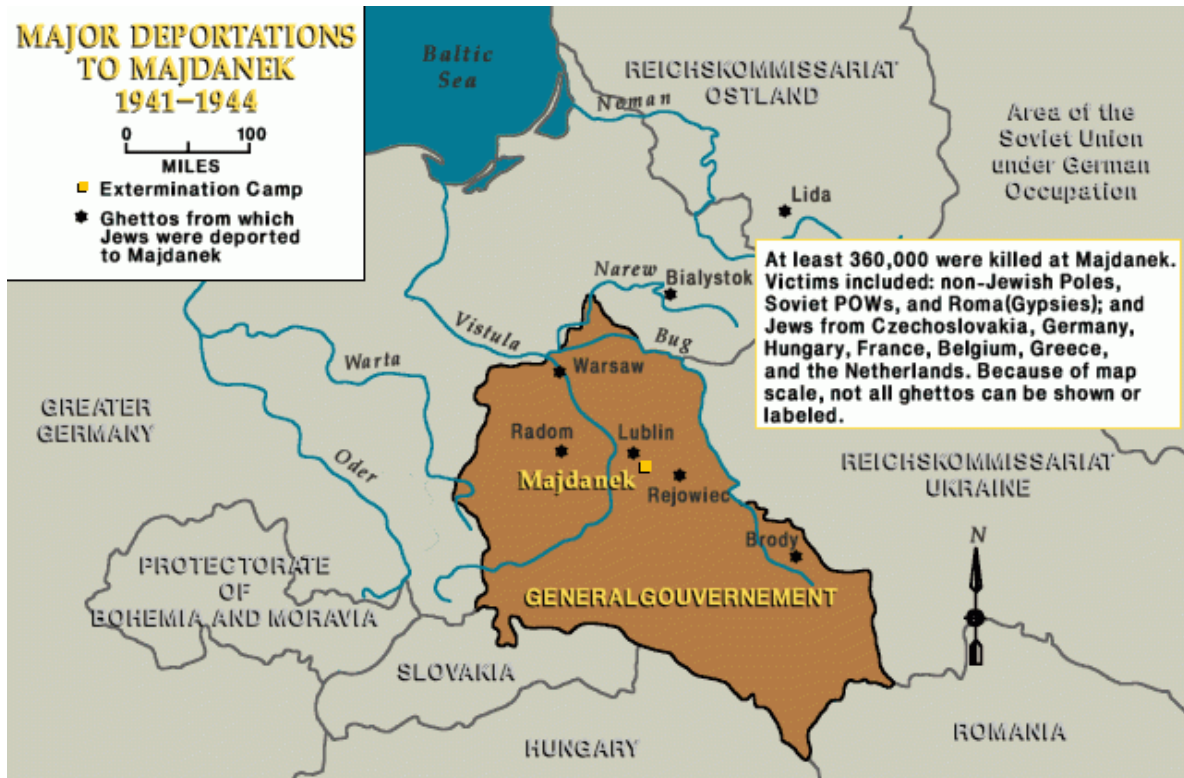 MAJOR DEPORTATIONS
TO MAJDANEK
1941–1944
0 100
MILES
Extermination Camp
Ghettos from which
Jews were deported
to Majdanek
Baltic
Sea
REICHSKOMMISSARIAT
OSTLAND
Neman
Area of the
Soviet Union
under German
Occupation
Lida
At least 360,000 were killed at Majdanek.
Victims included: non-Jewish Poles,
Soviet POWs, and Roma(Gypsies); and
Jews from Czechoslovakia, Germany,
Hungary, France, Belgium, Greece,
and the Netherlands. Because of map
scale, not all ghettos can be shown or
labeled.
Narew
Bialystok
Vistula
Bug
Warta
Warsaw
GREATER
GERMANY
Oder
Radom
Lublin
Majdanek
Rejowiec
REICHSKOMMISSARIAT
UKRAINE
Brody
N
PROTECTORATE
OF
BOHEMIA AND MORAVIA
GENERALGOUVERNEMENT
SLOVAKIA
HUNGARY
ROMANIA